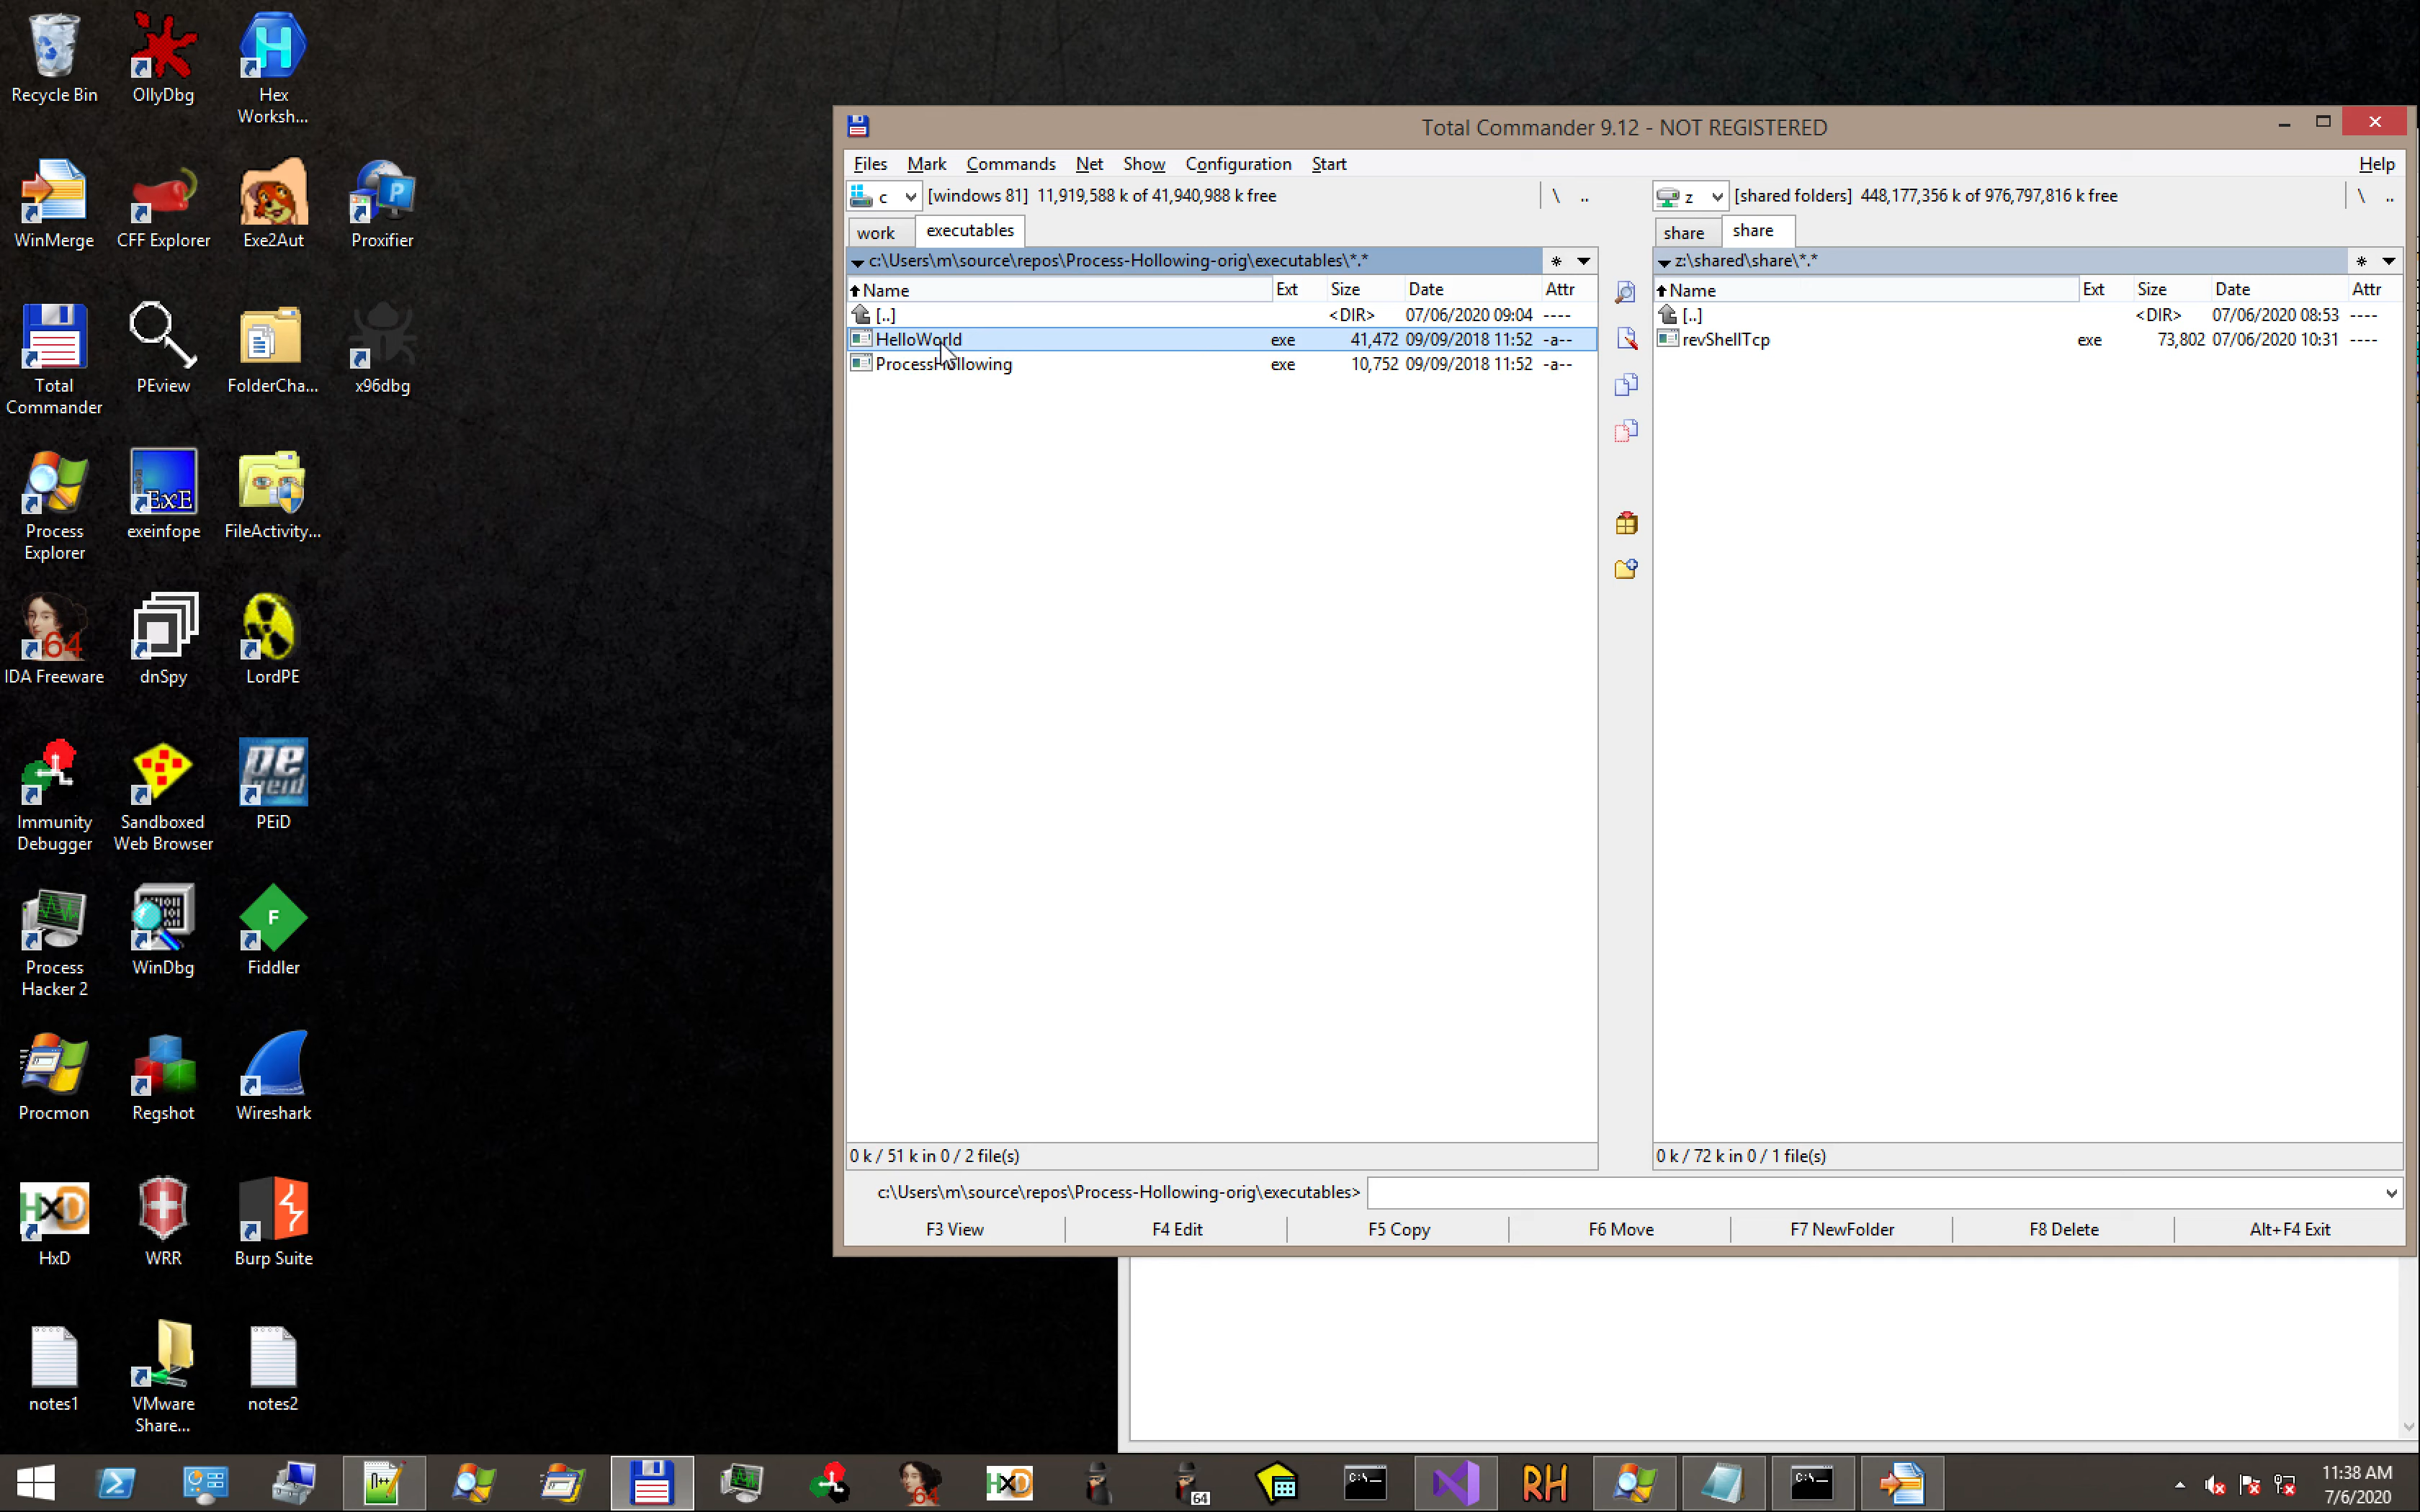 Recycle Bin
OllyDbg
Hex
Worksh...
WinMerge
CFF Explorer
Exe2Aut
Proxifier
Total
Commander
PEview
FolderCha...
x96dbg
Process
Explorer
exeinfope
FileActivity...
ExE
IDA Freeware
64
dnSpy
LordPE
Immunity
Debugger
Sandboxed
Web Browser
PEiD
pe
peid
Process
Hacker 2
WinDbg
Fiddler
F
Procmon
Regshot
Wireshark
HxD
HxD
WRR
Burp Suite
notes1
VMware
Share...
notes2
Total Commander 9.12 - NOT REGISTERED
Files Mark Commands Net Show Configuration Start Help
c [windows 81] 11,919,588 k of 41,940,988 k free \ ..
work executables
c:\Users\m\source\repos\Process-Hollowing-orig\executables\*.* *
Name Ext Size Date Attr
[..] <DIR> 07/06/2020 09:04 ----
HelloWorld exe 41,472 09/09/2018 11:52 -a--
ProcessHollowing exe 10,752 09/09/2018 11:52 -a--
0 k / 51 k in 0 / 2 file(s)
z [shared folders] 448,177,356 k of 976,797,816 k free \ ..
share share
z:\shared\share\*.* *
Name Ext Size Date Attr
[..] <DIR> 07/06/2020 08:53 ----
revShellTcp exe 73,802 07/06/2020 10:31 ----
0 k / 72 k in 0 / 1 file(s)
c:\Users\m\source\repos\Process-Hollowing-orig\executables>
F3 View F4 Edit F5 Copy F6 Move F7 NewFolder F8 Delete Alt+F4 Exit
64
HxD
64
C:\_
RH
C:\_
11:38 AM
7/6/2020